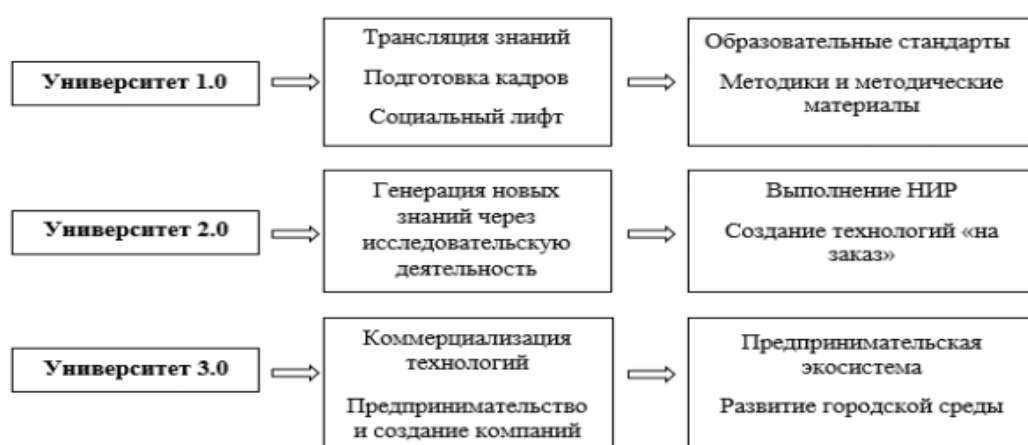 Университет 1.0
Трансляция знаний
Подготовка кадров
Социальный лифт
Образовательные стандарты
Методики и методические
материалы
Университет 2.0
Генерация новых
знаний через
исследовательскую
деятельность
Выполнение НИР
Создание технологий «на
заказ»
Университет 3.0
Коммерциализация
технологий
Предпринимательство
и создание компаний
Предпринимательская
экосистема
Развитие городской среды